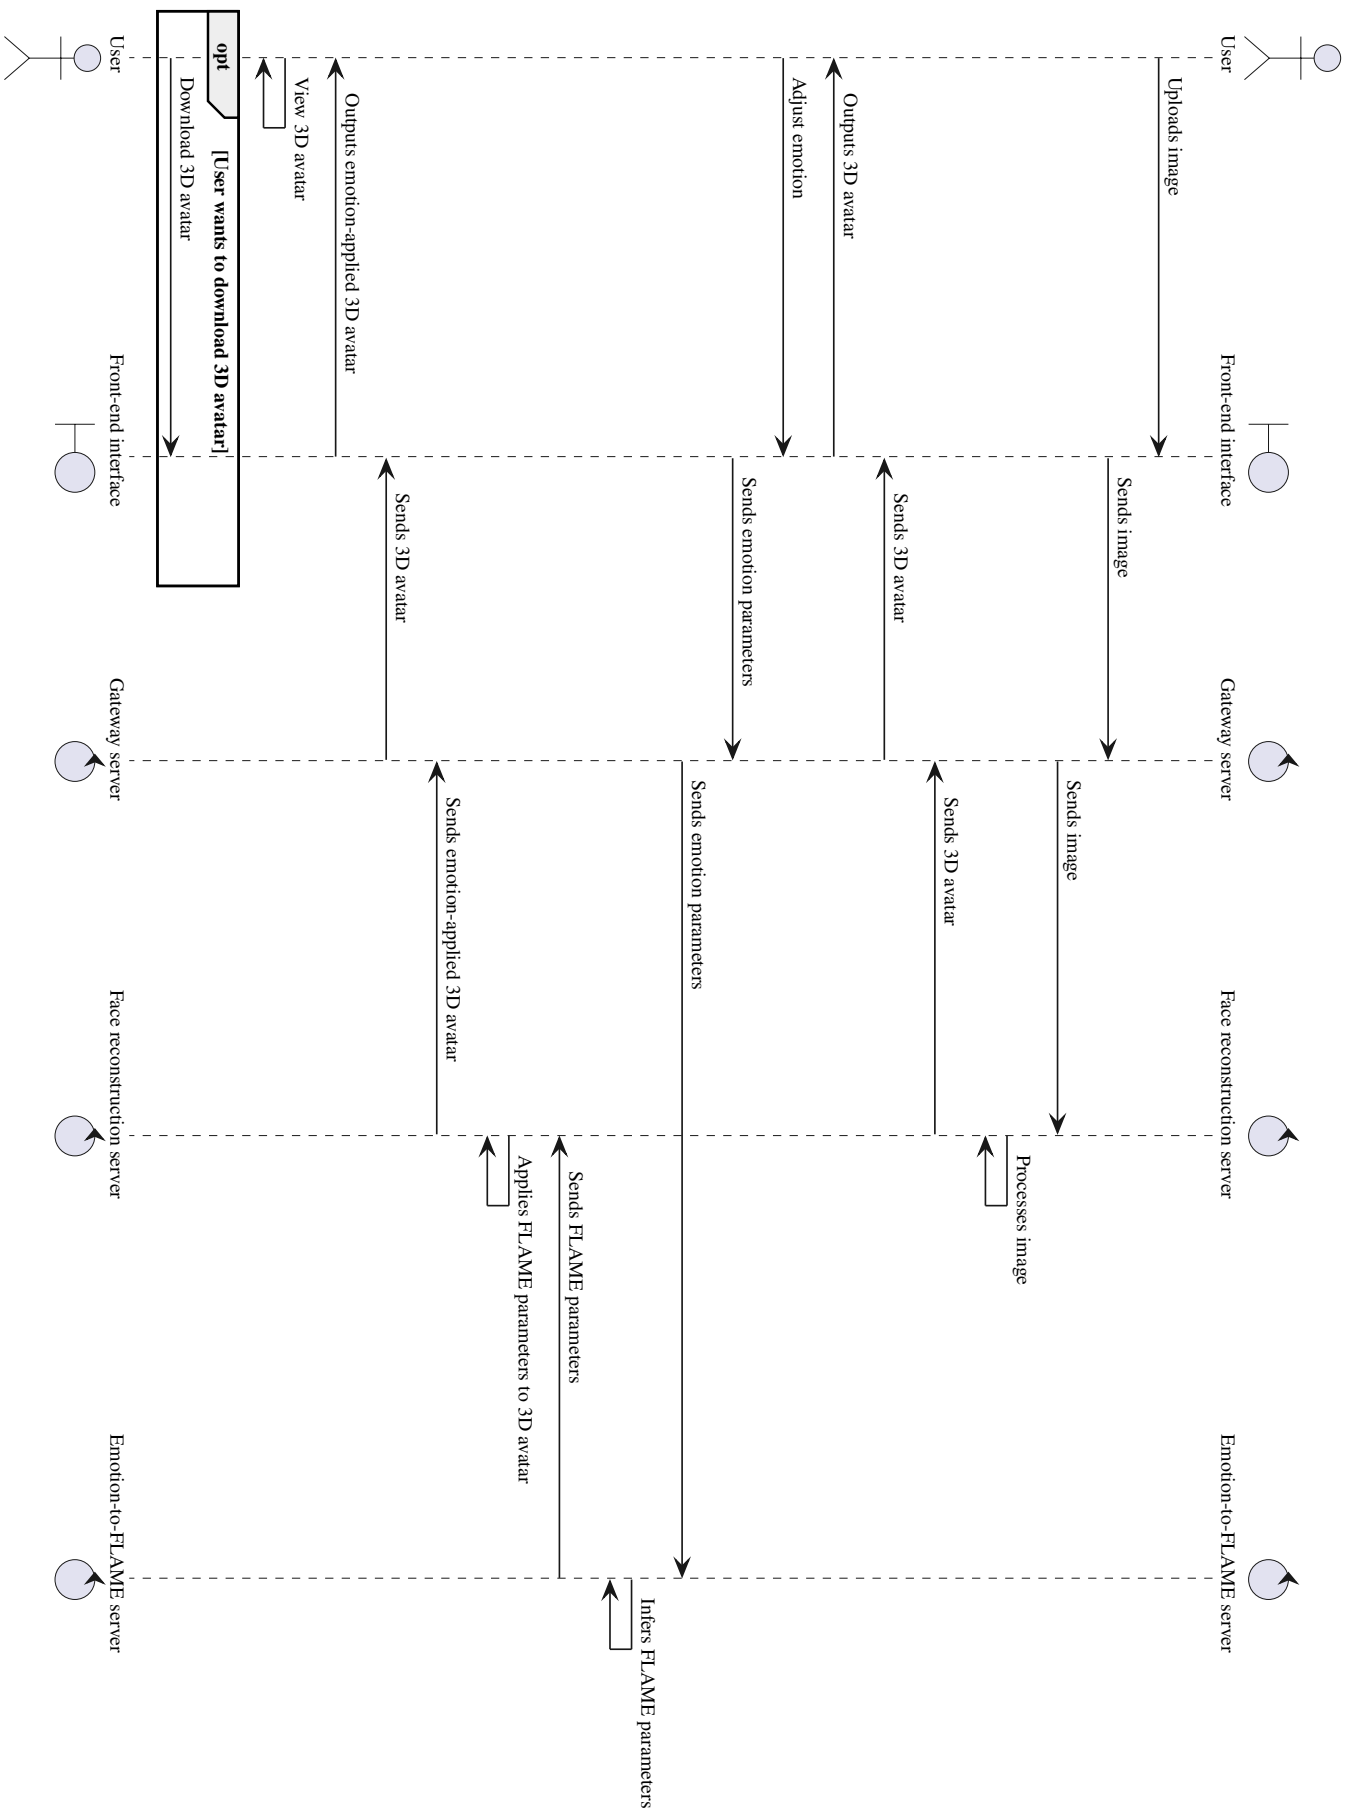 User
Front-end interface
Gateway server
Face reconstruction server
Emotion-to-FLAME server
Uploads image
Sends image
Sends image
Processes image
Sends 3D avatar
Sends 3D avatar
Outputs 3D avatar
Adjust emotion
Sends emotion parameters
Sends emotion parameters
Infers FLAME parameters
Sends FLAME parameters
Applies FLAME parameters to 3D avatar
Sends emotion-applied 3D avatar
Sends 3D avatar
Outputs emotion-applied 3D avatar
View 3D avatar
opt
[User wants to download 3D avatar]
Download 3D avatar
User
Front-end interface
Gateway server
Face reconstruction server
Emotion-to-FLAME server